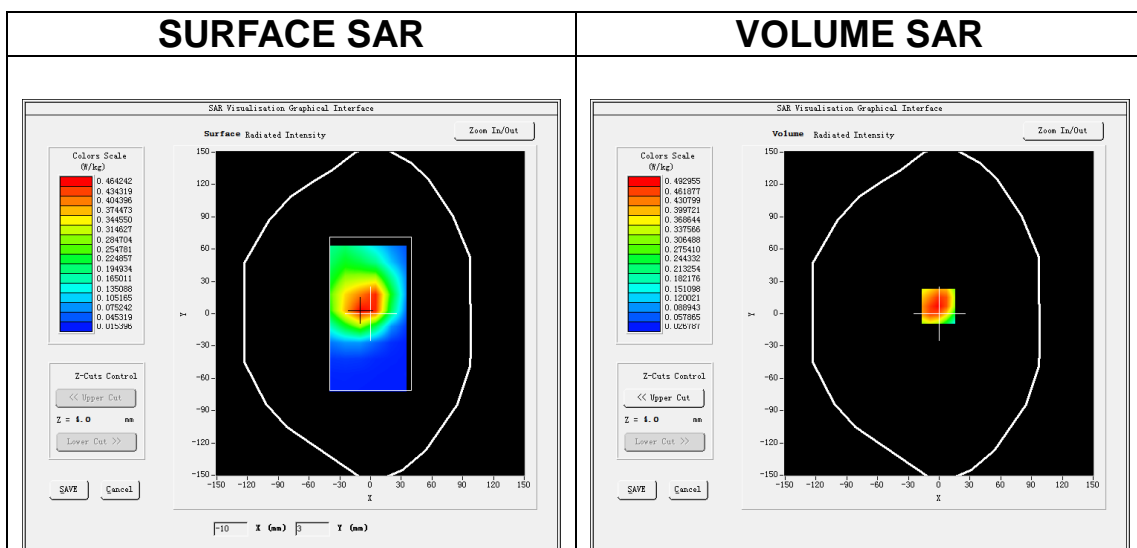 SURFACE SAR
SAR Visualisation Graphical Interface
Surface Radiated Intensity
Zoom In/Out
Colors Scale
(W/kg)
0.464242
0.434319
0.404396
0.374473
0.344550
0.314627
0.284704
0.254781
0.224857
0.194934
0.165011
0.135088
0.105165
0.075242
0.045319
0.015396
Z-Cuts Control
<< Upper Cut
Z = 4.0 mm
Lower Cut >>
SAVE Cancel
150
120
90
60
30
0
-30
-60
-90
-120
-150
Y
-150 -120 -90 -60 -30 0 30 60 90 120 150
X
-10 X (mm) 3 Y (mm)
VOLUME SAR
SAR Visualisation Graphical Interface
Volume Radiated Intensity
Zoom In/Out
Colors Scale
(W/kg)
0.492955
0.461877
0.430799
0.399721
0.368644
0.337566
0.306488
0.275410
0.244332
0.213254
0.182176
0.151098
0.120021
0.088943
0.057865
0.026787
Z-Cuts Control
<< Upper Cut
Z = 4.0 mm
Lower Cut >>
SAVE Cancel
150
120
90
60
30
0
-30
-60
-90
-120
-150
Y
-150 -120 -90 -60 -30 0 30 60 90 120 150
X